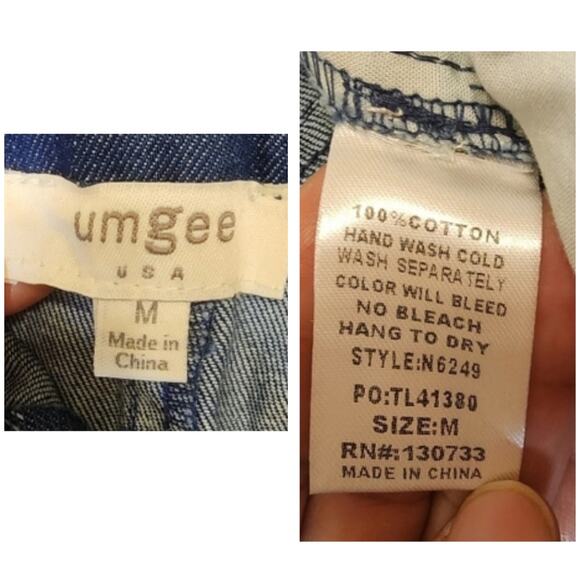 umgee
USA
M
Made in
China
100%COTTON
HAND WASH COLD
WASH SEPARATELY
COLOR WILL BLEED
NO BLEACH
HANG TO DRY
STYLE:N6249
PO:TL41380
SIZE:M
RN#:130733
MADE IN CHINA